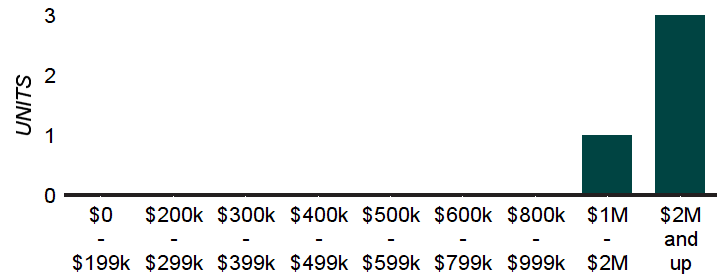 3
2
1
0
UNITS
$0 $200k $300k $400k $500k $600k $800k $1M $2M
- - - - - - - - and
$199k $299k $399k $499k $599k $799k $999k $2M up